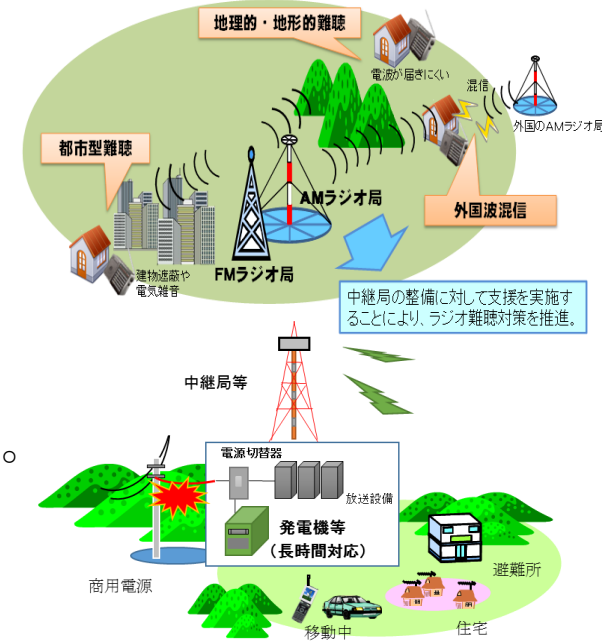 地理的・地形的難聴
電波が届きにくい
混信
外国のAMラジオ局
都市型難聴
AMラジオ局
外国波混信
FMラジオ局
建物遮蔽や
電気雑音
中継局の整備に対して支援を実施す
ることにより、ラジオ難聴対策を推進。
中継局等
電源切替器
放送設備
発電機等
（長時間対応）
商用電源
避難所
移動中
住宅